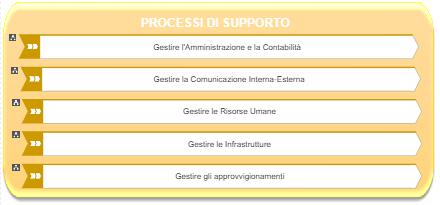 PROCESSI DI SUPPORTO
Gestire l'Amministrazione e la Contabilità
Gestire la Comunicazione Interna-Esterna
Gestire le Risorse Umane
Gestire le Infrastrutture
Gestire gli approvvigionamenti